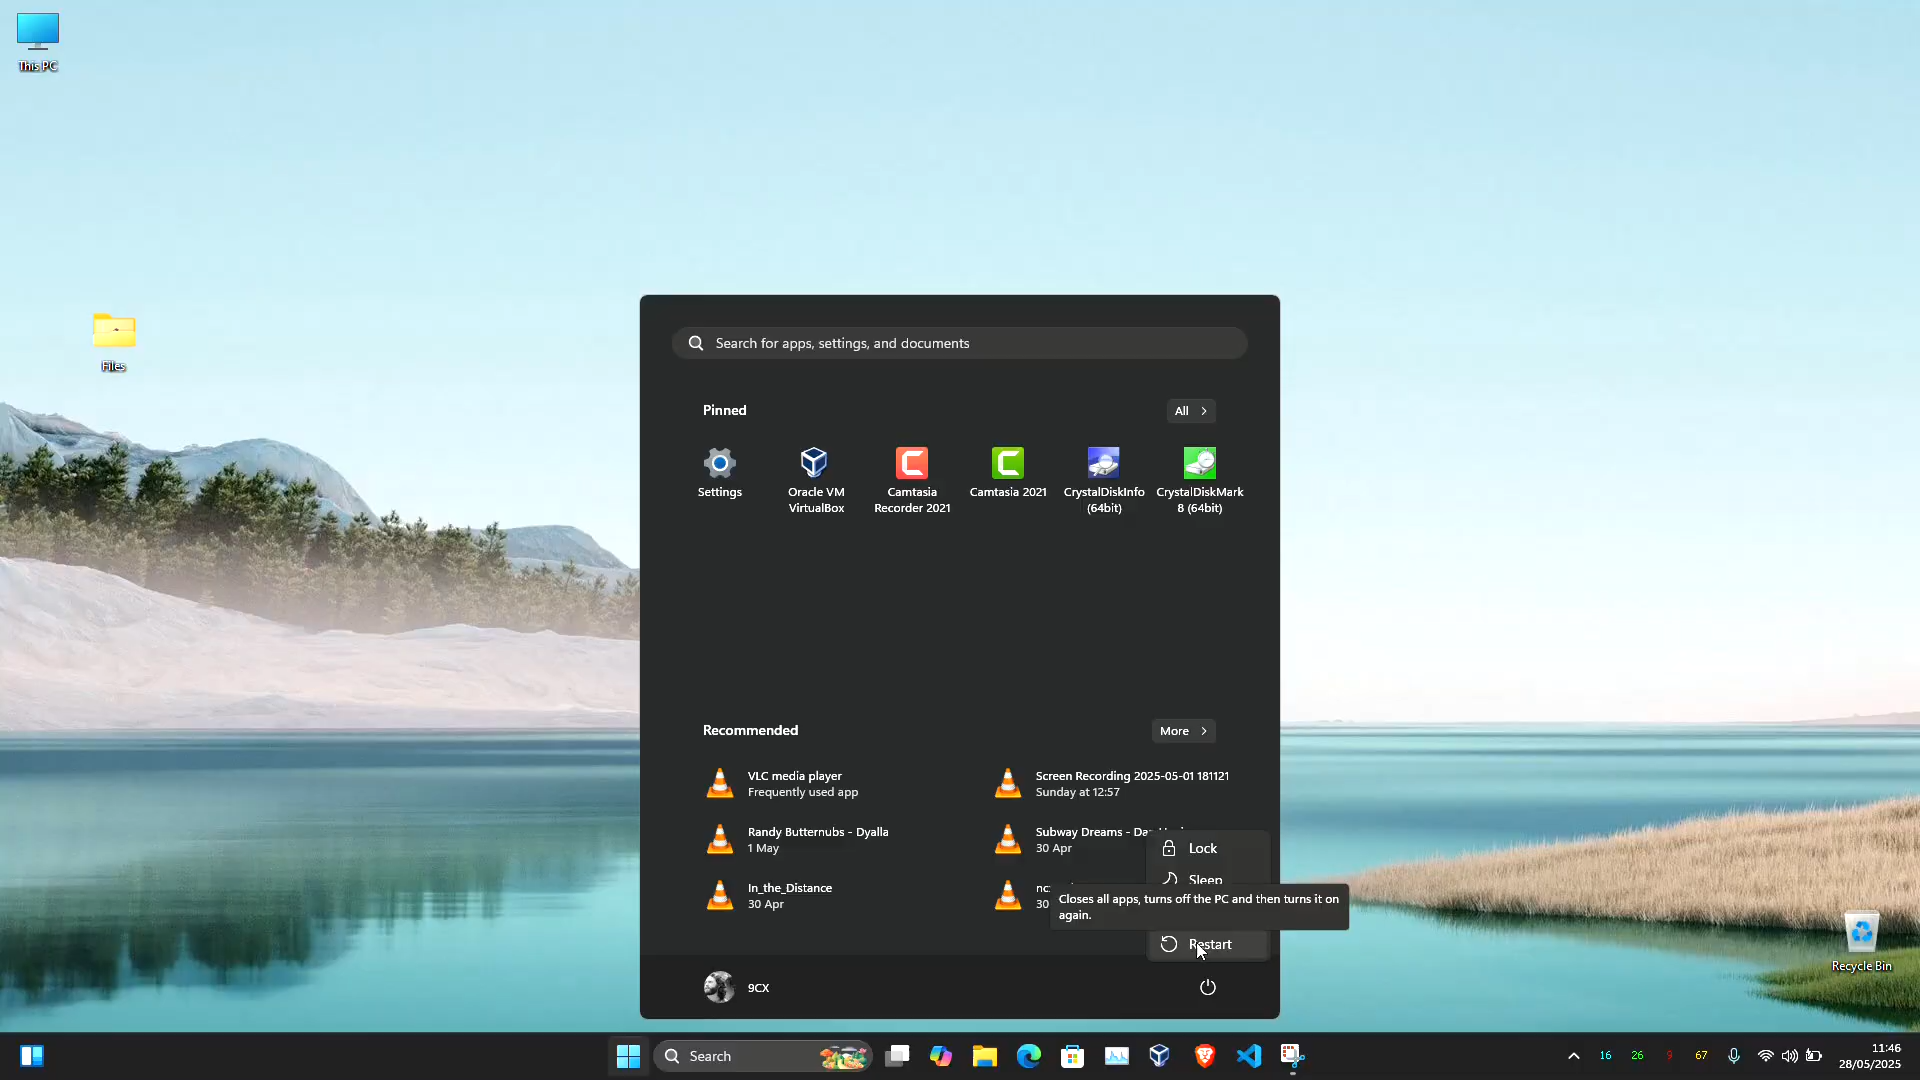 This PC
Files
Search for apps, settings, and documents
Pinned
All
Settings
Oracle VM
VirtualBox
Camtasia
Recorder 2021
Camtasia 2021
CrystalDiskInfo
(64bit)
CrystalDiskMark
8 (64bit)
Recommended
More
VLC media player
Frequently used app
Screen Recording 2025-05-01 181121
Sunday at 12:57
Randy Butternubs - Dyalla
1 May
Subway Dreams -
30 Apr
In_the_Distance
30 Apr
30
Lock
Sleep
Closes all apps, turns off the PC and then turns it on
again.
Restart
9CX
Recycle Bin
Search
16
26
9
67
11:46
28/05/2025